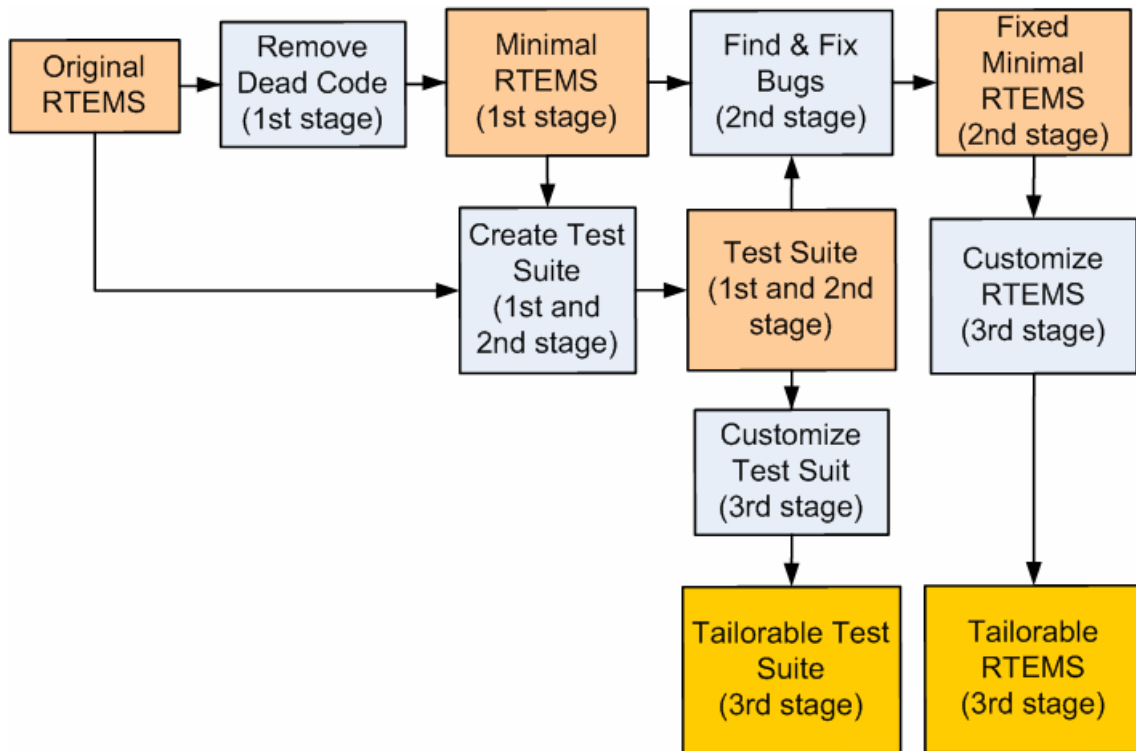 Original
RTEMS
Remove
Dead Code
(1st stage)
Minimal
RTEMS
(1st stage)
Find & Fix
Bugs
(2nd stage)
Fixed
Minimal
RTEMS
(2nd stage)
Create Test
Suite
(1st and
2nd stage)
Test Suite
(1st and 2nd
stage)
Customize
RTEMS
(3rd stage)
Customize
Test Suit
(3rd stage)
Tailorable Test
Suite
(3rd stage)
Tailorable
RTEMS
(3rd stage)